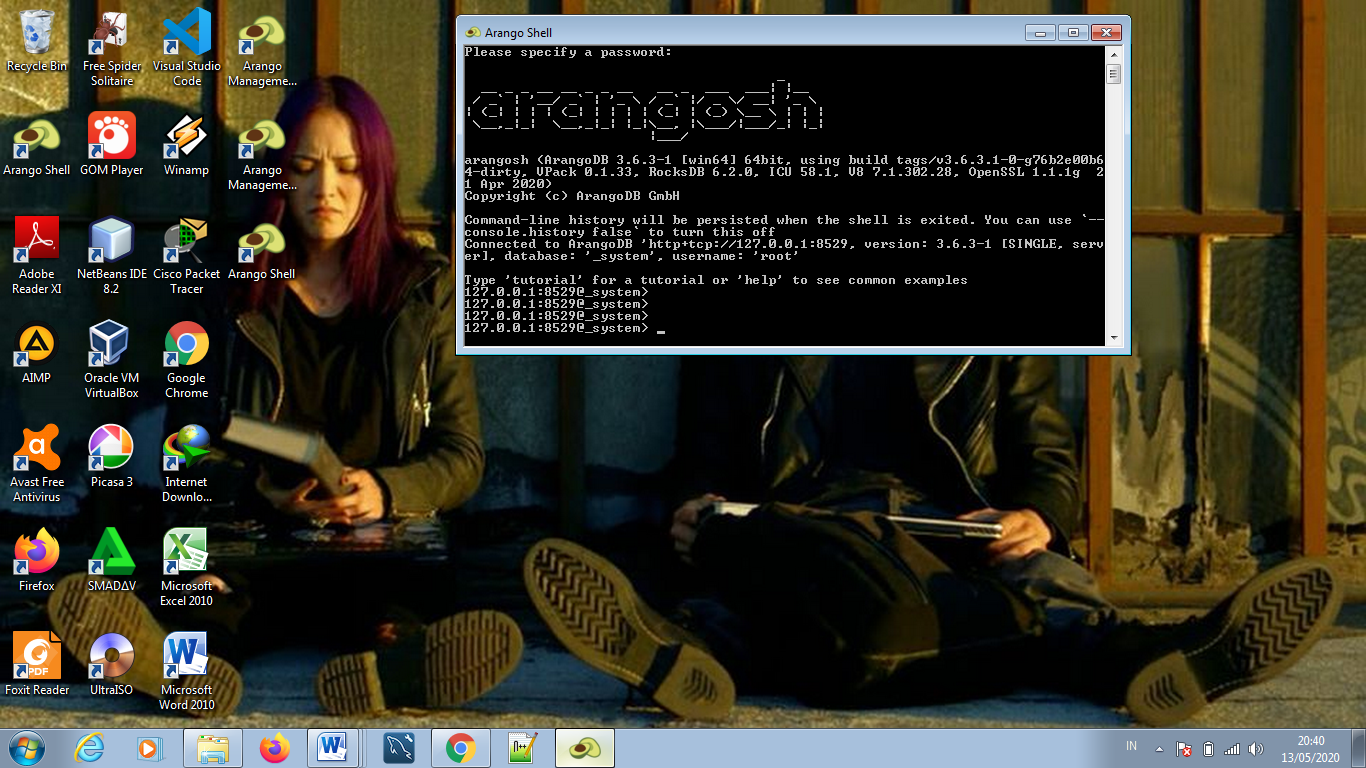 Recycle Bin
Free Spider
Solitaire
Visual Studio
Code
Arango
Manageme...
Arango Shell
GOM Player
Winamp
Arango
Manageme...
Adobe
Reader XI
NetBeans IDE
8.2
Cisco Packet
Tracer
Arango Shell
AIMP
Oracle VM
VirtualBox
Google
Chrome
Avast Free
Antivirus
Picasa 3
Internet
Downlo...
Firefox
SMADΔV
Microsoft
Excel 2010
PDF
Foxit Reader
UltraISO
Microsoft
Word 2010
Arango Shell
Please specify a password:
arangosh
arangosh (ArangoDB 3.6.3-1 [win64] 64bit, using build tags/v3.6.3.1-0-g76b2e00b6
4-dirty, VPack 0.1.33, RocksDB 6.2.0, ICU 58.1, V8 7.1.302.28, OpenSSL 1.1.1g  2
1 Apr 2020)
Copyright (c) ArangoDB GmbH
Command-line history will be persisted when the shell is exited. You can use `--
console.history false` to turn this off
Connected to ArangoDB 'http+tcp://127.0.0.1:8529, version: 3.6.3-1 [SINGLE, serv
er], database: '_system', username: 'root'
Type 'tutorial' for a tutorial or 'help' to see common examples
127.0.0.1:8529@_system>
127.0.0.1:8529@_system>
127.0.0.1:8529@_system>
127.0.0.1:8529@_system> _
IN
20:40
13/05/2020